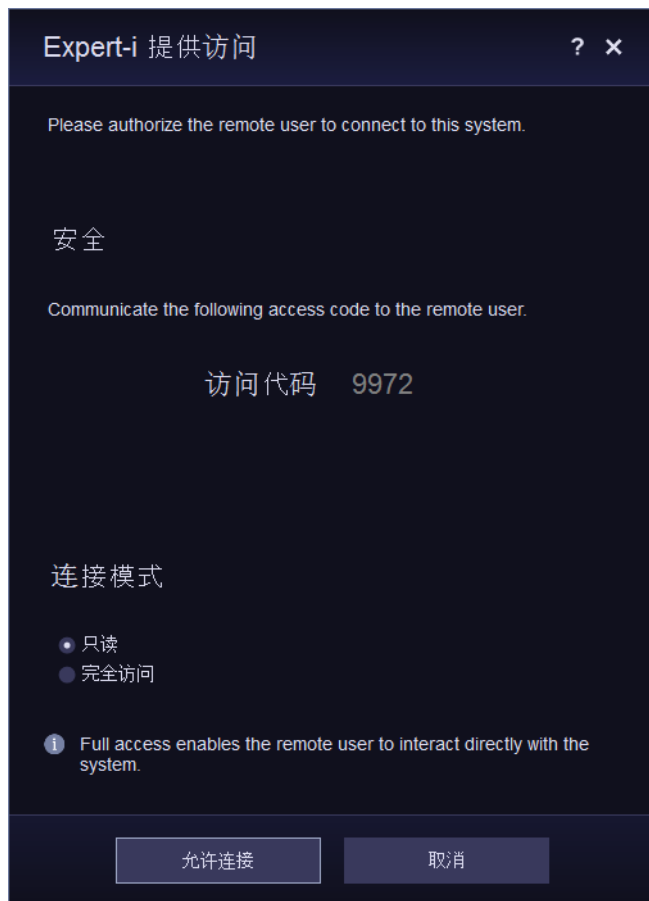 Expert-i 提供访问 ? ×
Please authorize the remote user to connect to this system.
安全
Communicate the following access code to the remote user.
访问代码 9972
连接模式
只读
完全访问
i Full access enables the remote user to interact directly with the
system.
允许连接 取消